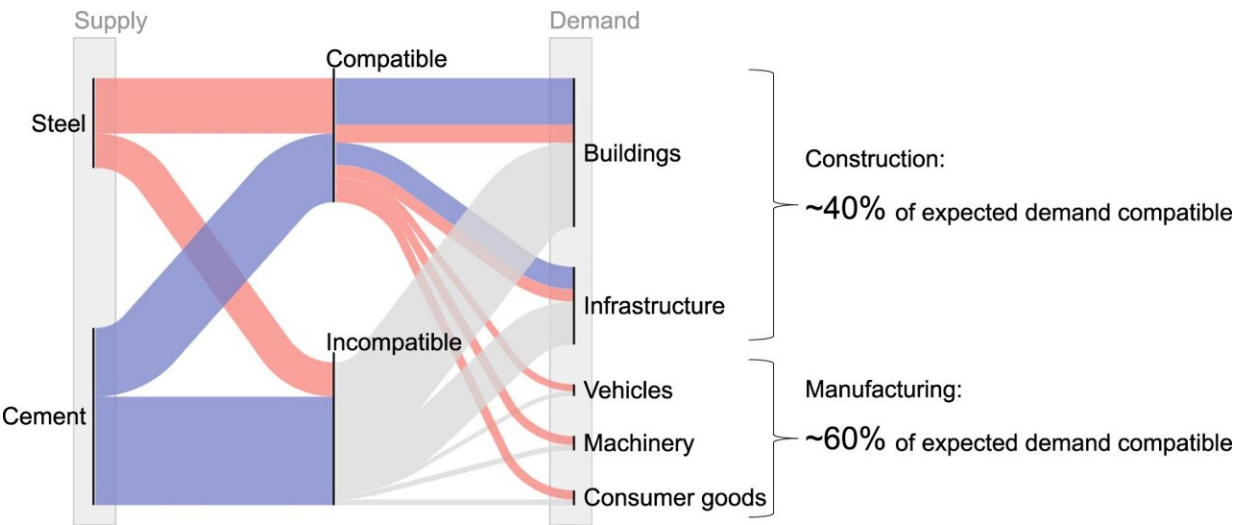 Supply
Demand
Compatible
Steel
Buildings
Construction:
~40% of expected demand compatible
Infrastructure
Incompatible
Vehicles
Manufacturing:
Cement
~60% of expected demand compatible
Machinery
Consumer goods